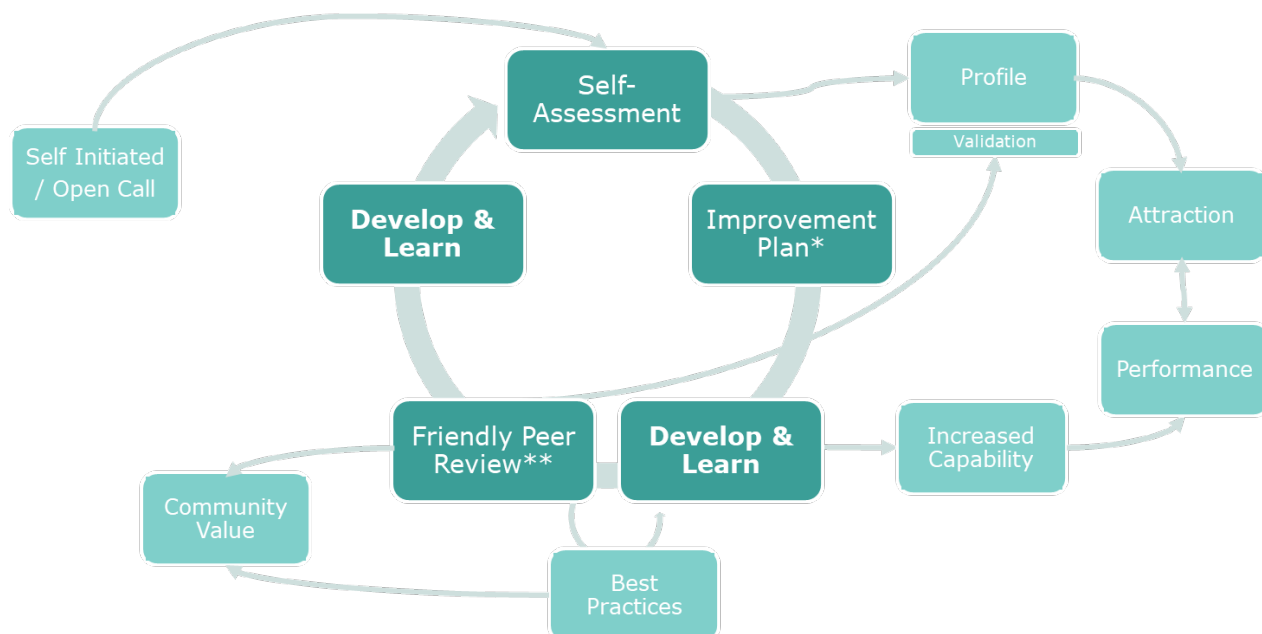 Self-
Assessment
Profile
Validation
Self Initiated
/ Open Call
Develop &
Learn
Improvement
Plan*
Attraction
Performance
Friendly Peer
Review**
Develop &
Learn
Increased
Capability
Community
Value
Best
Practices